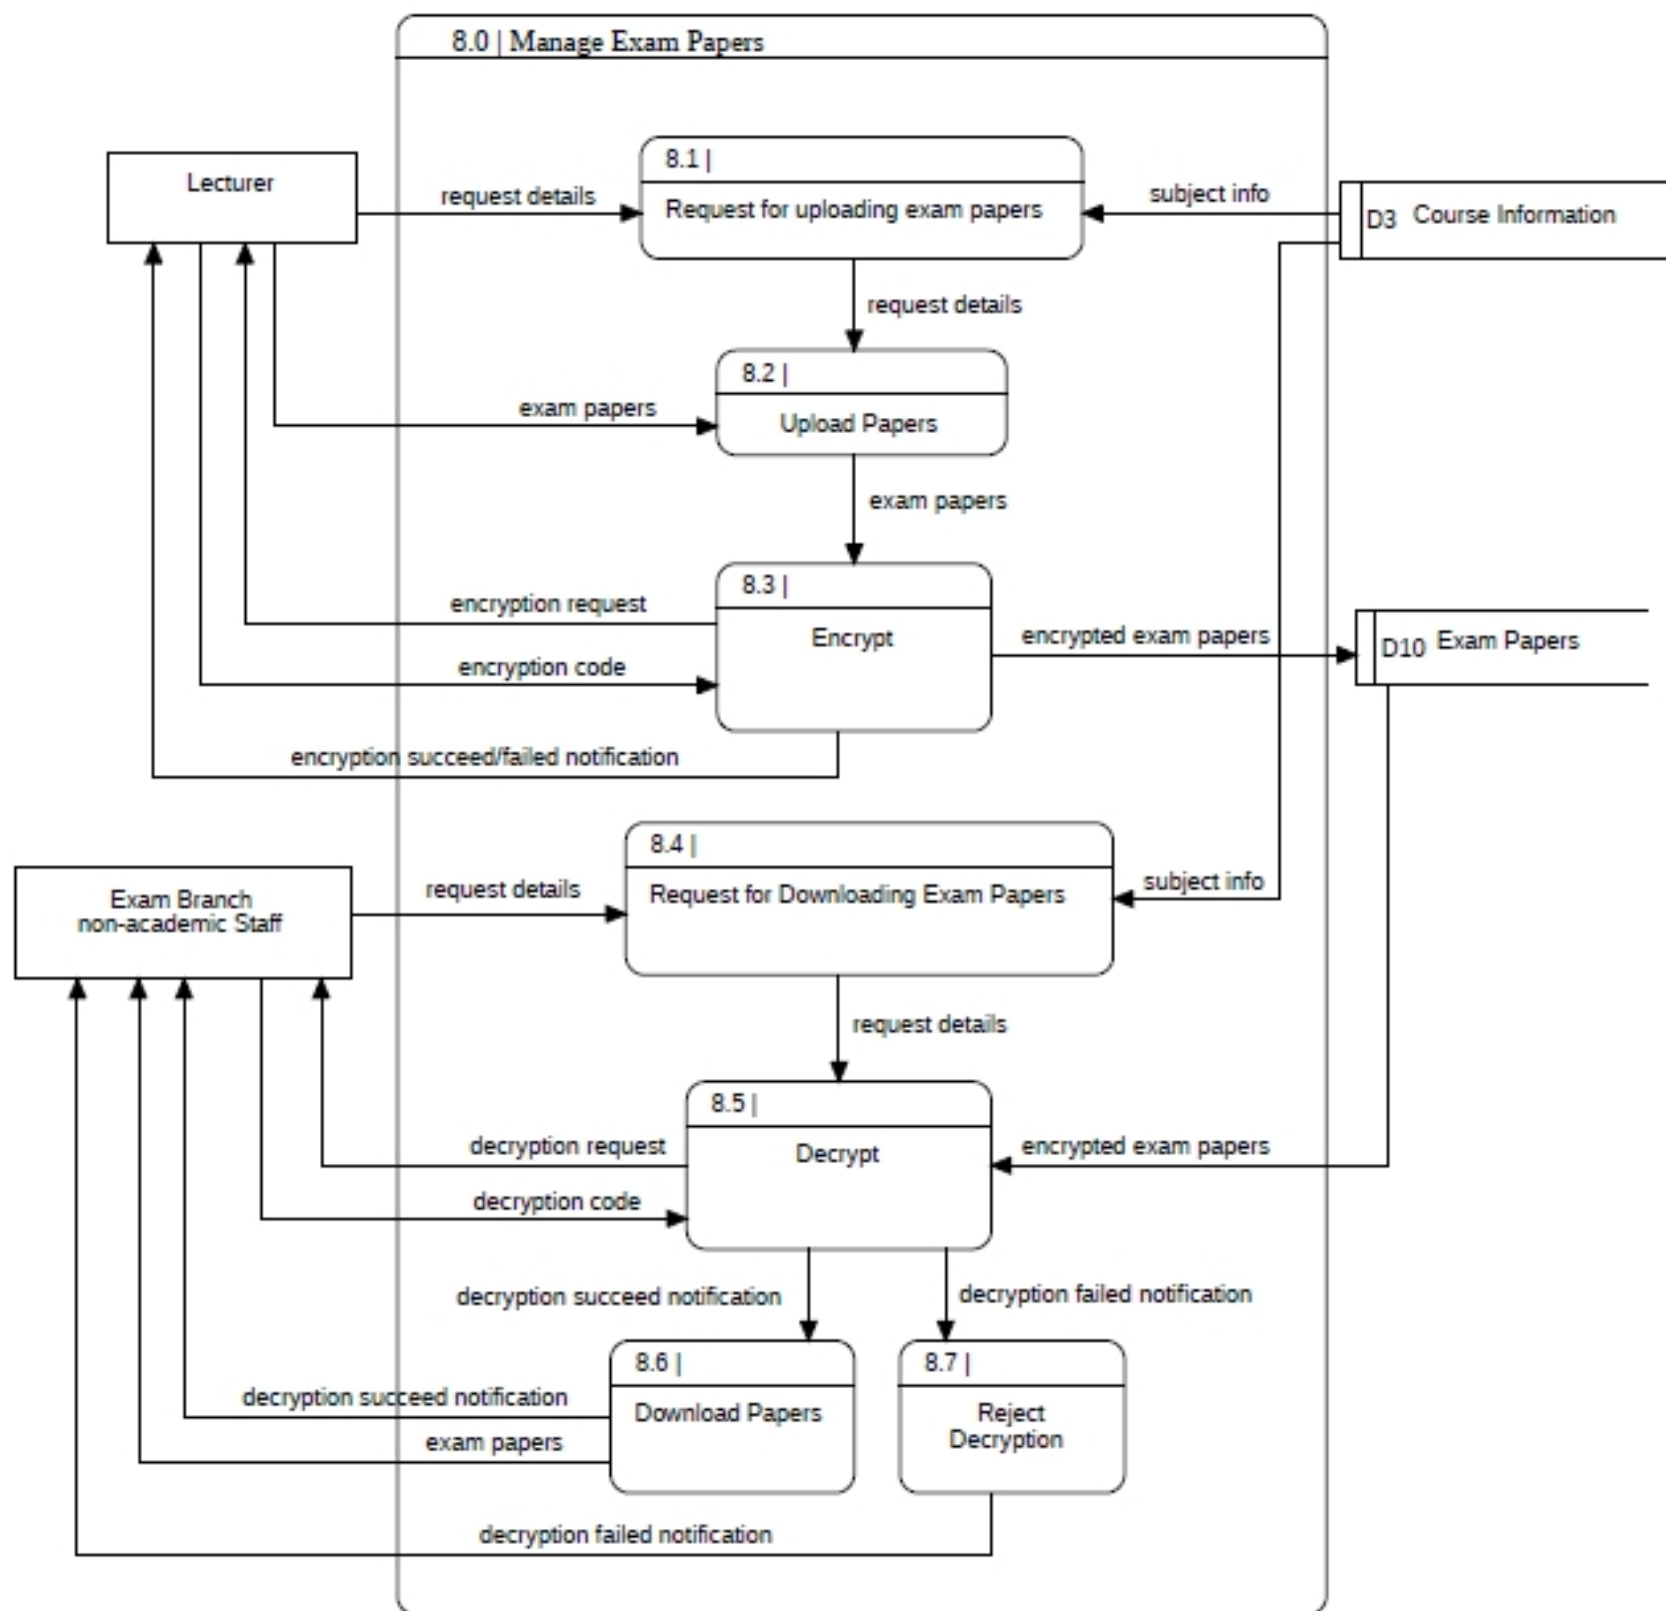 8.0 | Manage Exam Papers
8.1 |
Lecturer
request details
Request for uploading exam papers
subject info
D3 Course Information
request details
8.2 |
exam papers
Upload Papers
exam papers
8.3 |
encryption request
Encrypt
encrypted exam papers
D10 Exam Papers
encryption code
encryption succeed/failed notification
8.4 |
Exam Branch
non-academic Staff
request details
Request for Downloading Exam Papers
subject info
request details
8.5 |
decryption request
Decrypt
encrypted exam papers
decryption code
decryption succeed notification
decryption failed notification
8.6 |
8.7 |
decryption succeed notification
Download Papers
Reject
Decryption
exam papers
decryption failed notification